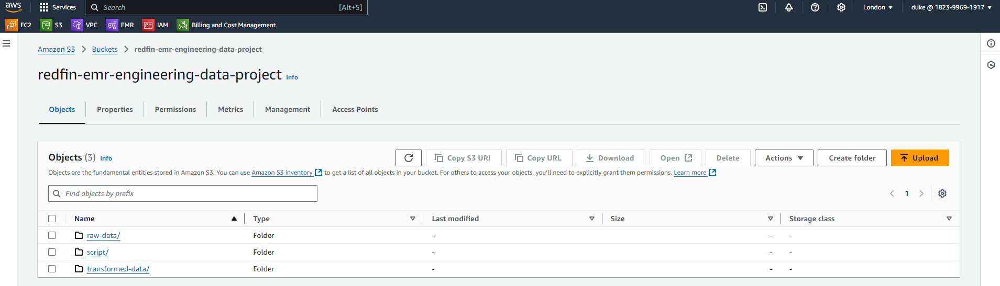 aws Services Search [Alt+S] London duke @ 1823-9969-1917
EC2 S3 VPC EMR IAM Billing and Cost Management
Amazon S3 > Buckets > redfin-emr-engineering-data-project
redfin-emr-engineering-data-project Info
Objects Properties Permissions Metrics Management Access Points
Objects (3) Info Copy S3 URI Copy URL Download Open Delete Actions Create folder Upload
Objects are the fundamental entities stored in Amazon S3. You can use Amazon S3 inventory to get a list of all objects in your bucket. For others to access your objects, you'll need to explicitly grant them permissions. Learn more
Find objects by prefix 1
Name Type Last modified Size Storage class
raw-data/ Folder - - -
script/ Folder - - -
transformed-data/ Folder - - -